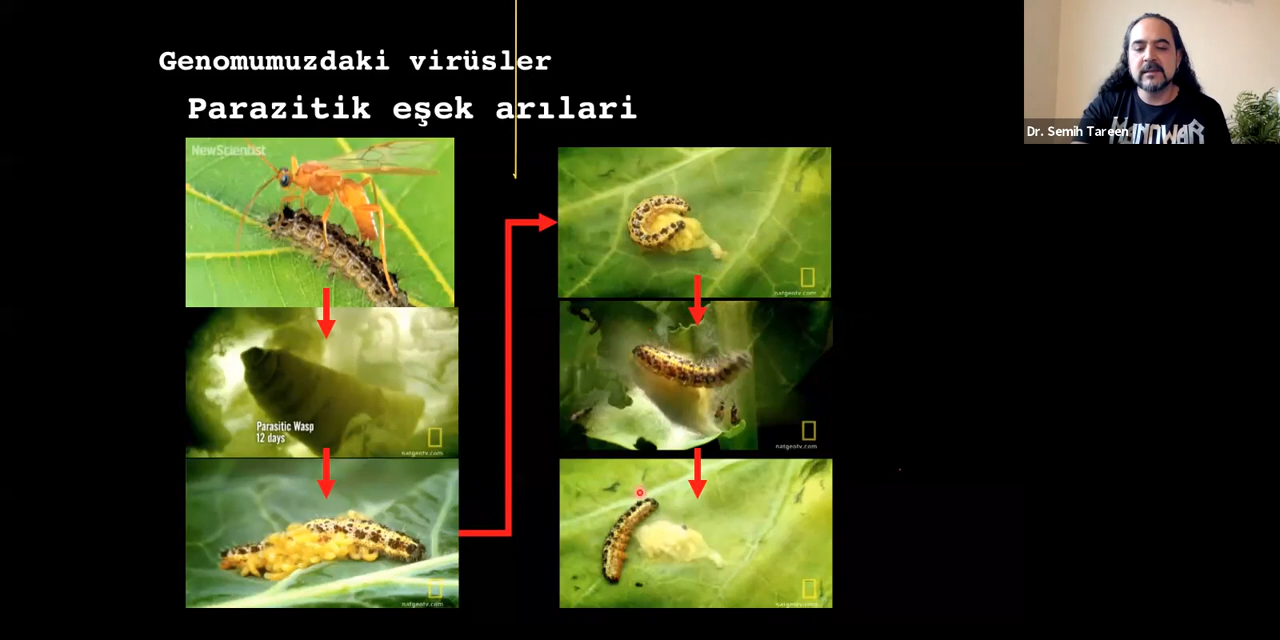 Genomumuzdaki virüsler
Parazitik eşek arılari
NewScientist
Parasitic Wasp
12 days
natgeotv.com
natgeotv.com
natgeotv.com
natgeotv.com
natgeotv.com
Dr. Semih Tareen
MANOWAR